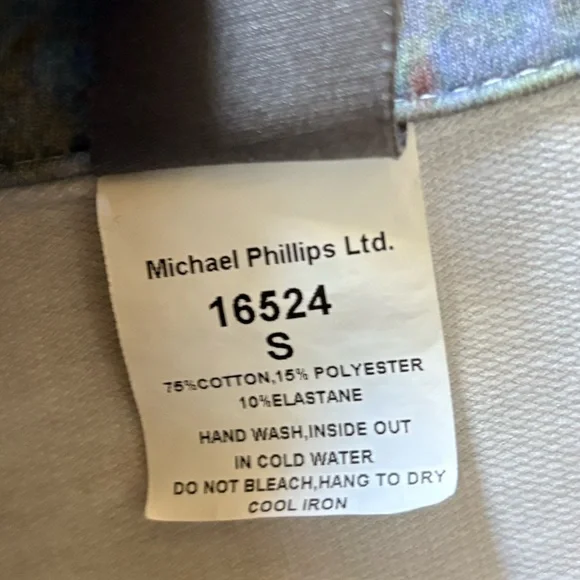 Michael Phillips Ltd.
16524
S
75%COTTON,15% POLYESTER
10%ELASTANE
HAND WASH,INSIDE OUT
IN COLD WATER
DO NOT BLEACH,HANG TO DRY
COOL IRON